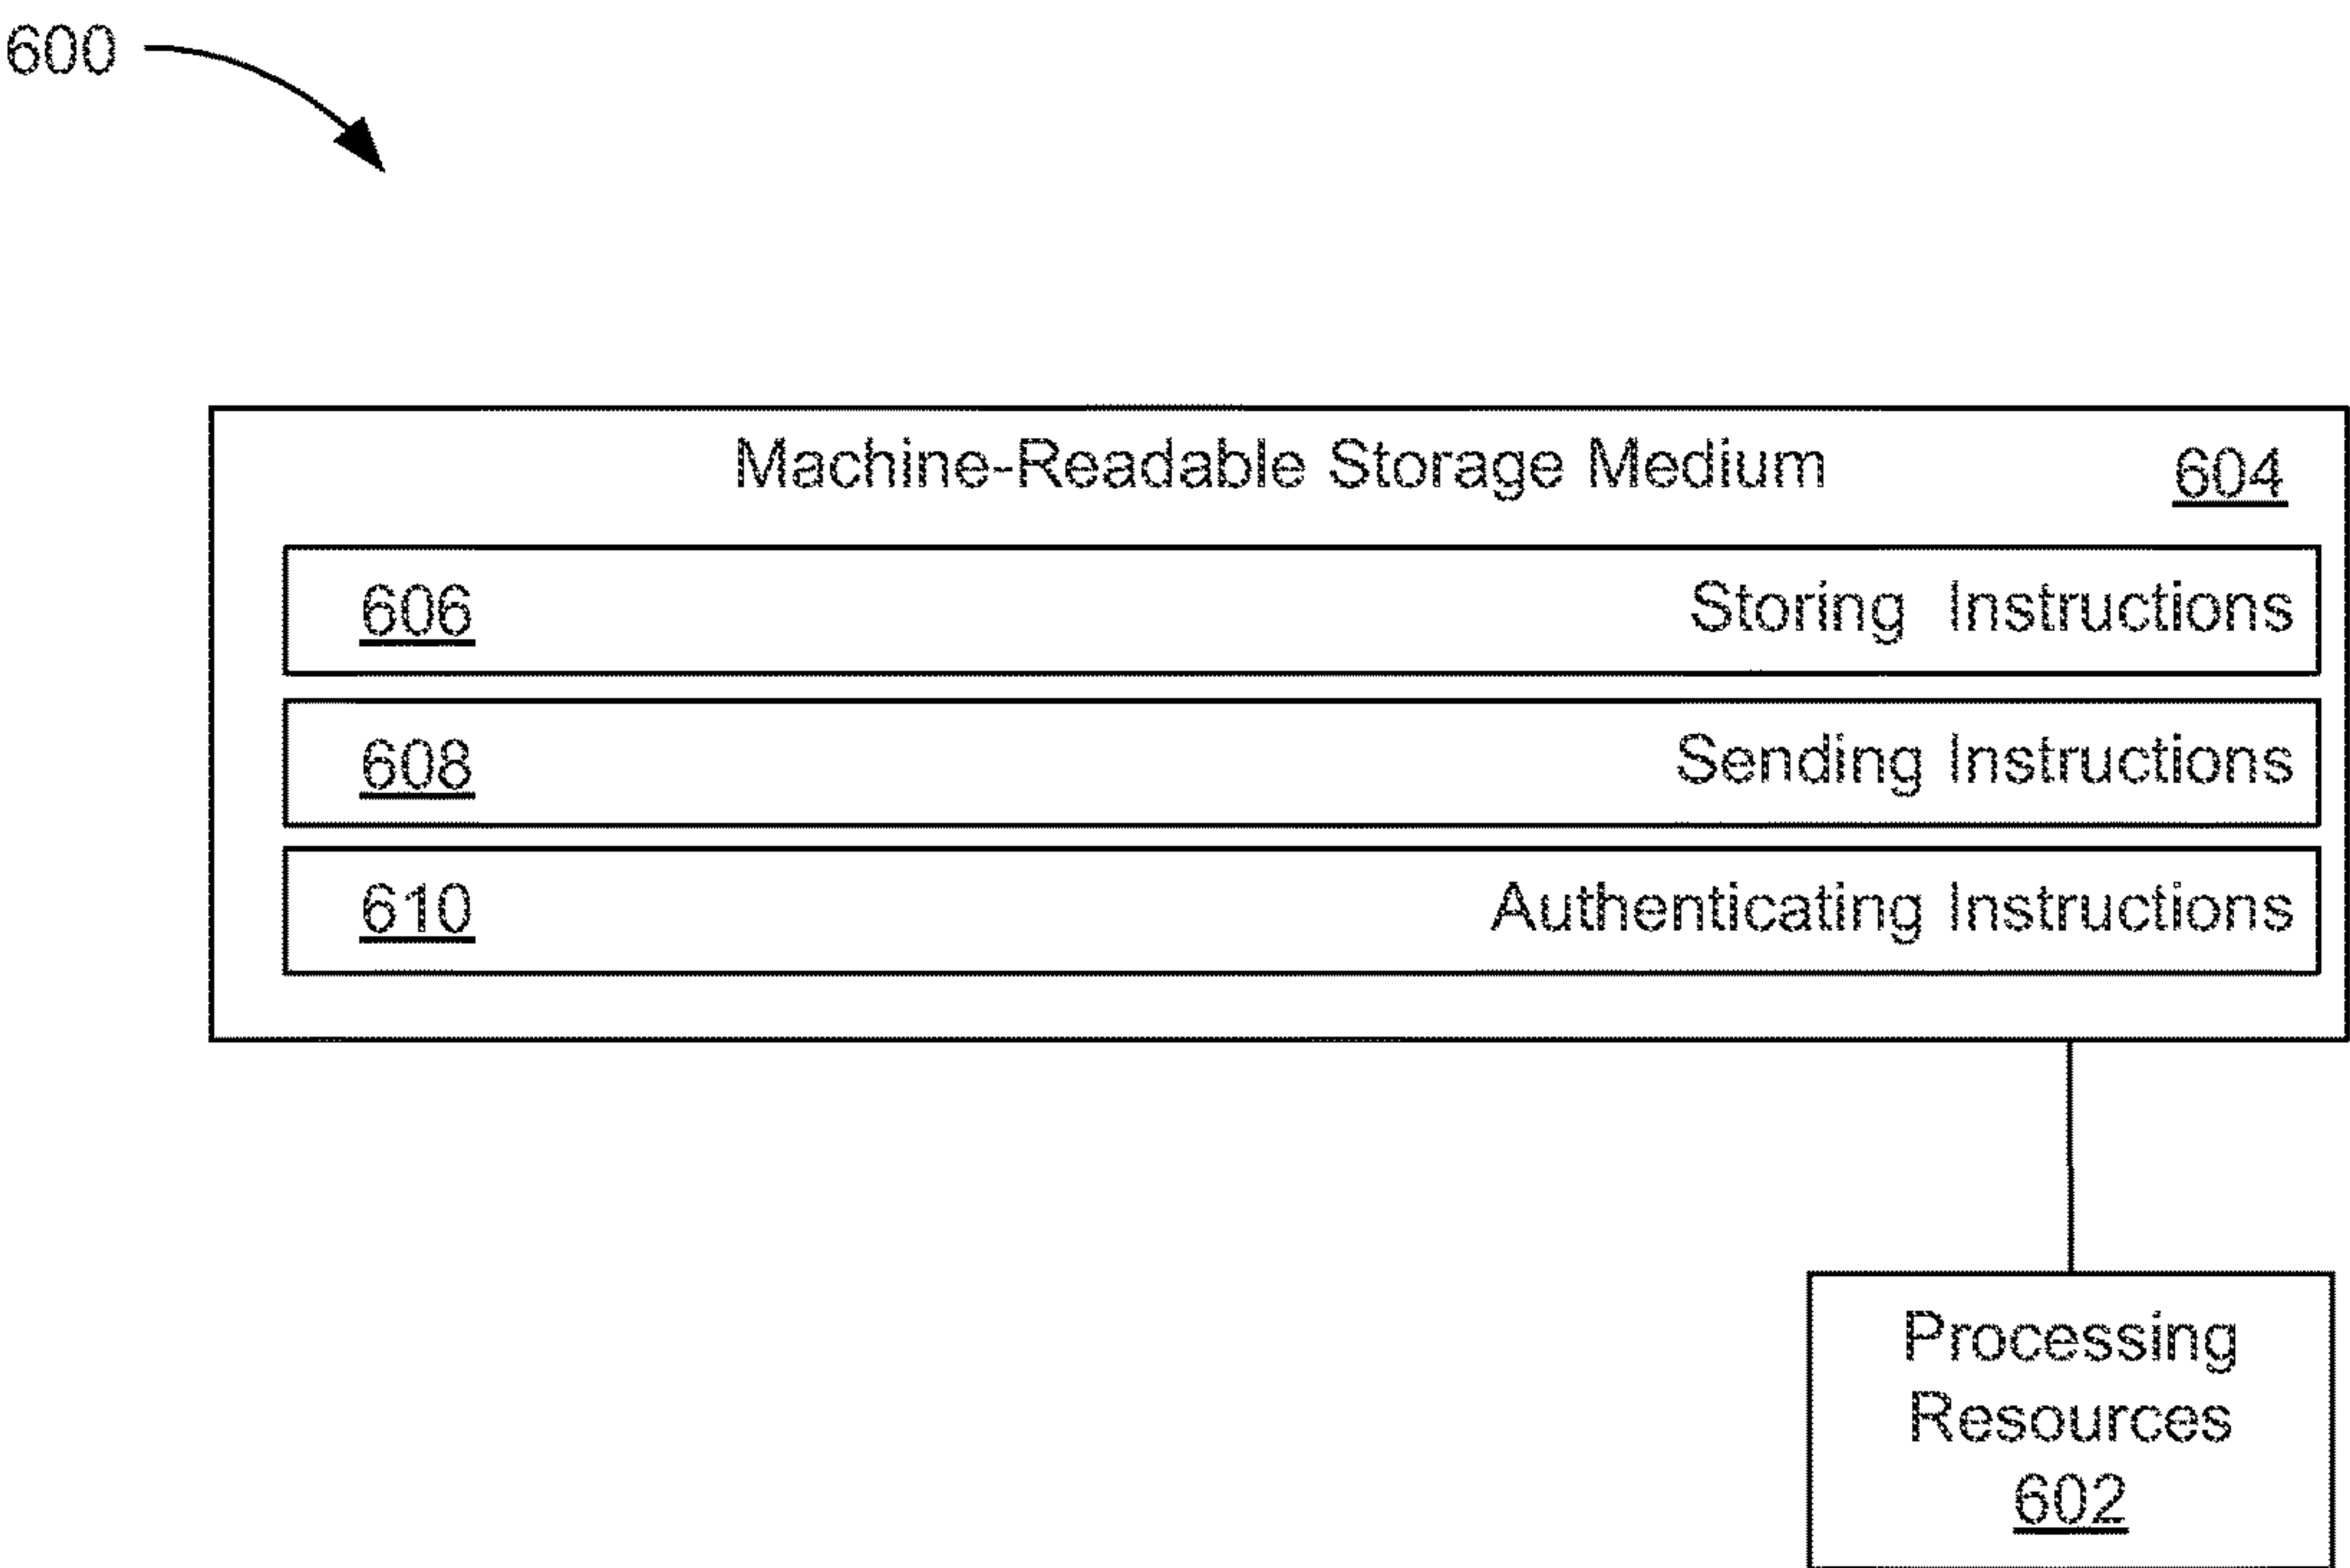 600
Machine-Readable Storage Medium 604
606 Storing Instructions
608 Sending Instructions
610 Authenticating Instructions
Processing
Resources
602